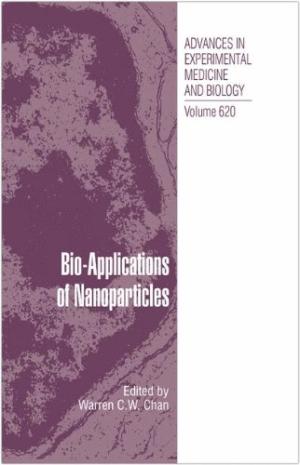 ADVANCES IN
EXPERIMENTAL
MEDICINE
AND BIOLOGY
Volume 620
Bio-Applications
of Nanoparticles
Edited by
Warren C.W. Chan